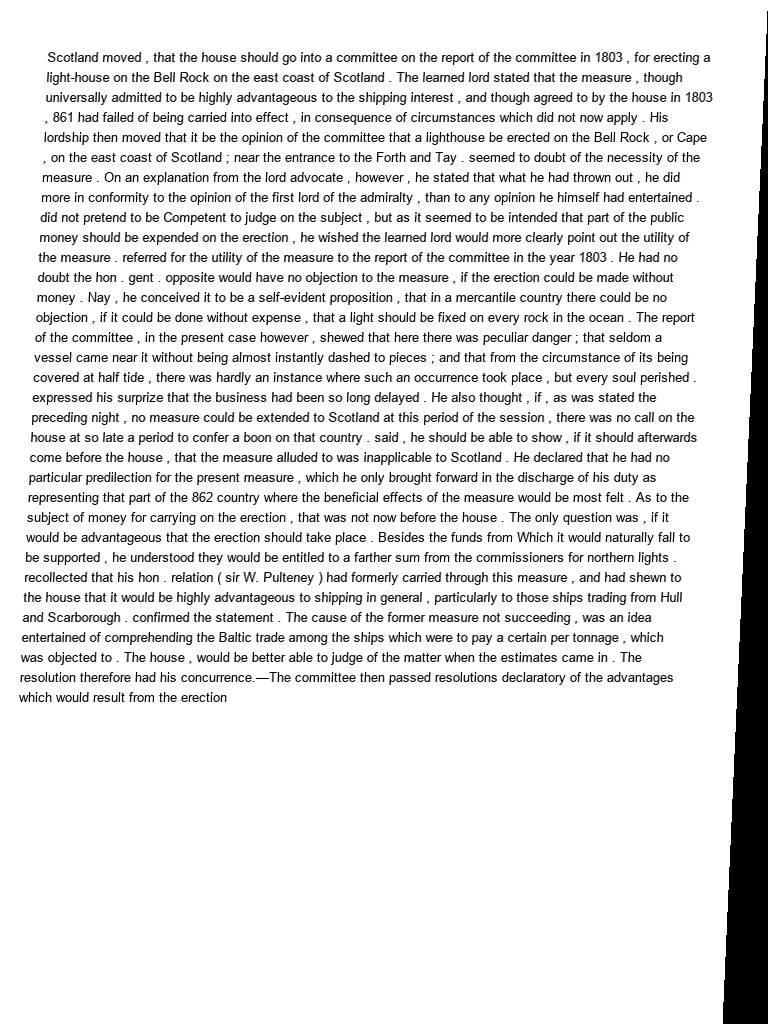 Scotland moved , that the house should go into a committee on the report of the committee in 1803 , for erecting a
light-house on the Bell Rock on the east coast of Scotland . The learned lord stated that the measure , though
universally admitted to be highly advantageous to the shipping interest , and though agreed to by the house in 1803
, 861 had failed of being carried into effect , in consequence of circumstances which did not now apply . His
lordship then moved that it be the opinion of the committee that a lighthouse be erected on the Bell Rock , or Cape
, on the east coast of Scotland ; near the entrance to the Forth and Tay . seemed to doubt of the necessity of the
measure . On an explanation from the lord advocate , however , he stated that what he had thrown out , he did
more in conformity to the opinion of the first lord of the admiralty , than to any opinion he himself had entertained .
did not pretend to be Competent to judge on the subject , but as it seemed to be intended that part of the public
money should be expended on the erection , he wished the learned lord would more clearly point out the utility of
the measure . referred for the utility of the measure to the report of the committee in the year 1803 . He had no
doubt the hon . gent . opposite would have no objection to the measure , if the erection could be made without
money . Nay , he conceived it to be a self-evident proposition , that in a mercantile country there could be no
objection , if it could be done without expense , that a light should be fixed on every rock in the ocean . The report
of the committee , in the present case however , shewed that here there was peculiar danger ; that seldom a
vessel came near it without being almost instantly dashed to pieces ; and that from the circumstance of its being
covered at half tide , there was hardly an instance where such an occurrence took place , but every soul perished .
expressed his surprize that the business had been so long delayed . He also thought , if , as was stated the
preceding night , no measure could be extended to Scotland at this period of the session , there was no call on the
house at so late a period to confer a boon on that country . said , he should be able to show , if it should afterwards
come before the house , that the measure alluded to was inapplicable to Scotland . He declared that he had no
particular predilection for the present measure , which he only brought forward in the discharge of his duty as
representing that part of the 862 country where the beneficial effects of the measure would be most felt . As to the
subject of money for carrying on the erection , that was not now before the house . The only question was , if it
would be advantageous that the erection should take place . Besides the funds from Which it would naturally fall to
be supported , he understood they would be entitled to a farther sum from the commissioners for northern lights .
recollected that his hon . relation ( sir W. Pulteney ) had formerly carried through this measure , and had shewn to
the house that it would be highly advantageous to shipping in general , particularly to those ships trading from Hull
and Scarborough . confirmed the statement . The cause of the former measure not succeeding , was an idea
entertained of comprehending the Baltic trade among the ships which were to pay a certain per tonnage , which
was objected to . The house , would be better able to judge of the matter when the estimates came in . The
resolution therefore had his concurrence.—The committee then passed resolutions declaratory of the advantages
which would result from the erection